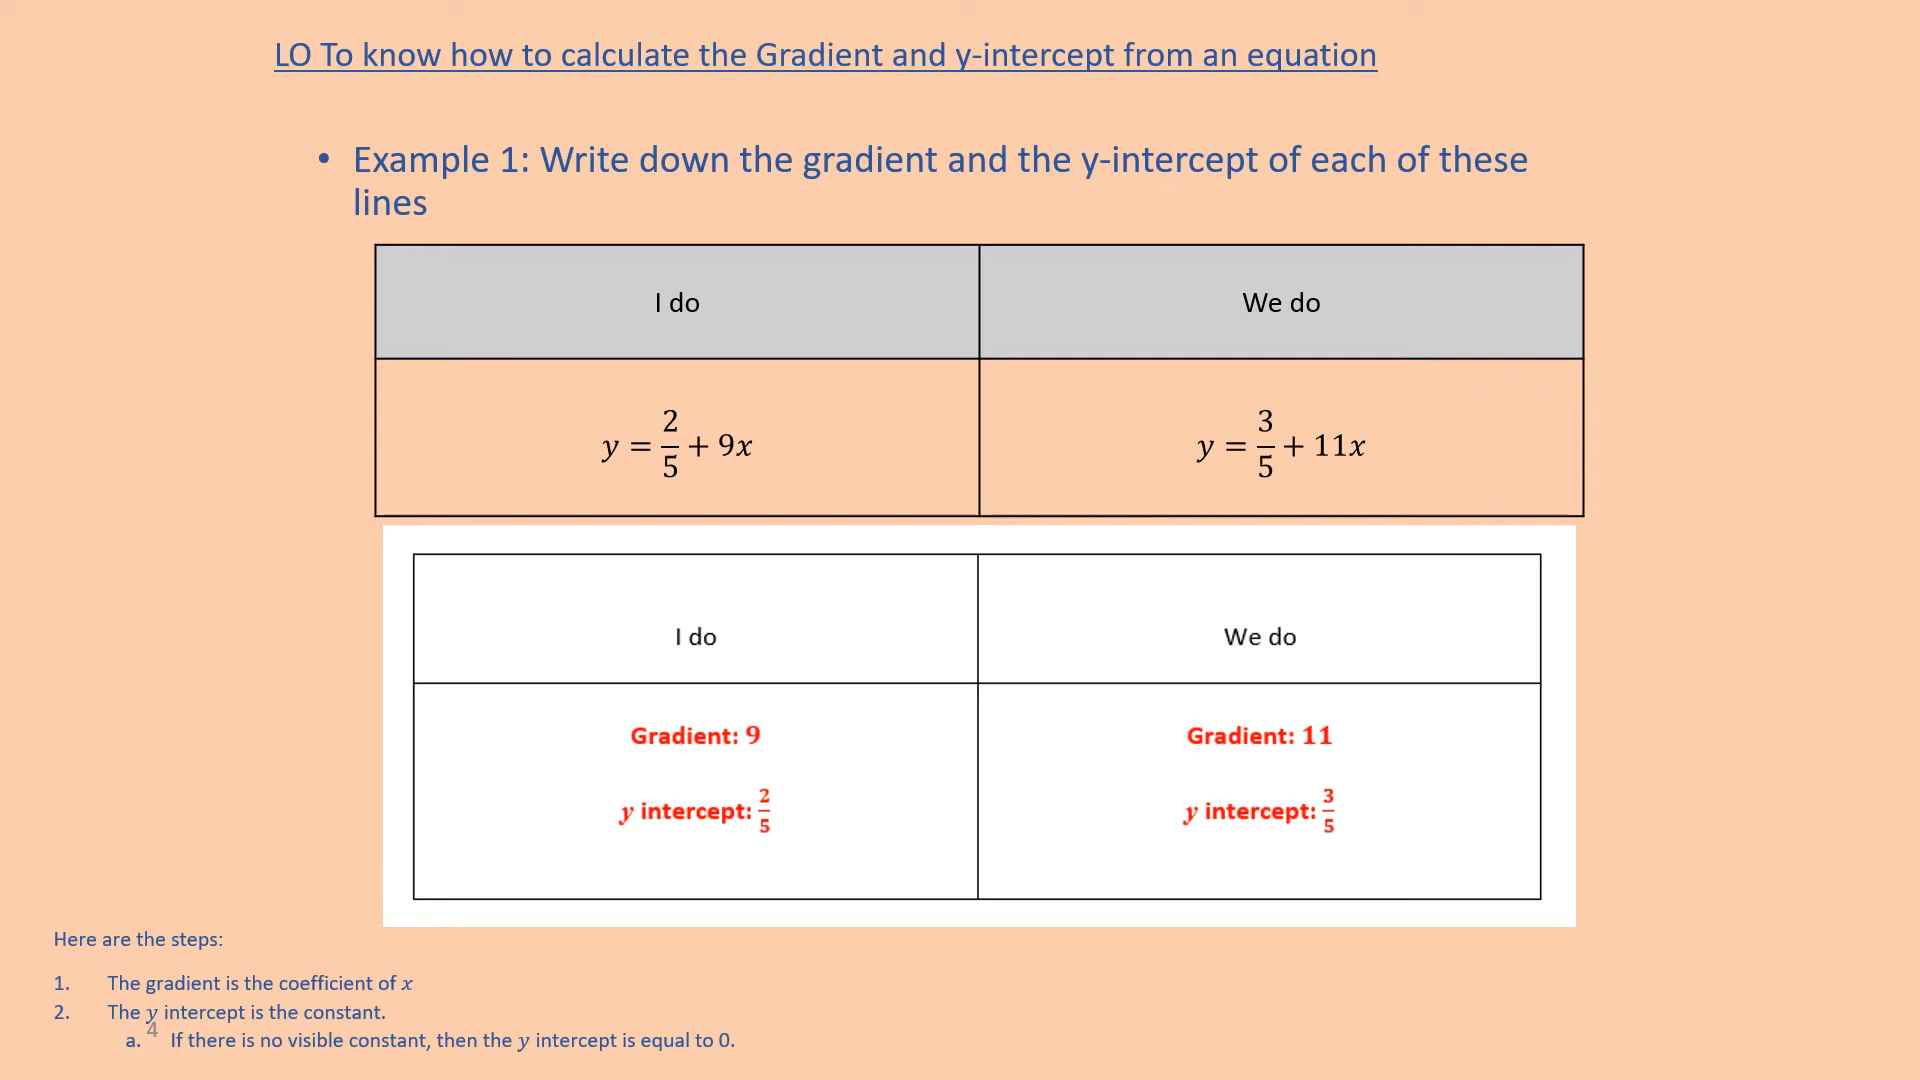 LO To know how to calculate the Gradient and y-intercept from an equation
• Example 1: Write down the gradient and the y-intercept of each of these
lines
I do
We do
y = 2/5 + 9x
y = 3/5 + 11x
I do
We do
Gradient: 9
Gradient: 11
y intercept: 2/5
y intercept: 3/5
Here are the steps:
1. The gradient is the coefficient of x
2. The y intercept is the constant.
4
a. If there is no visible constant, then the y intercept is equal to 0.